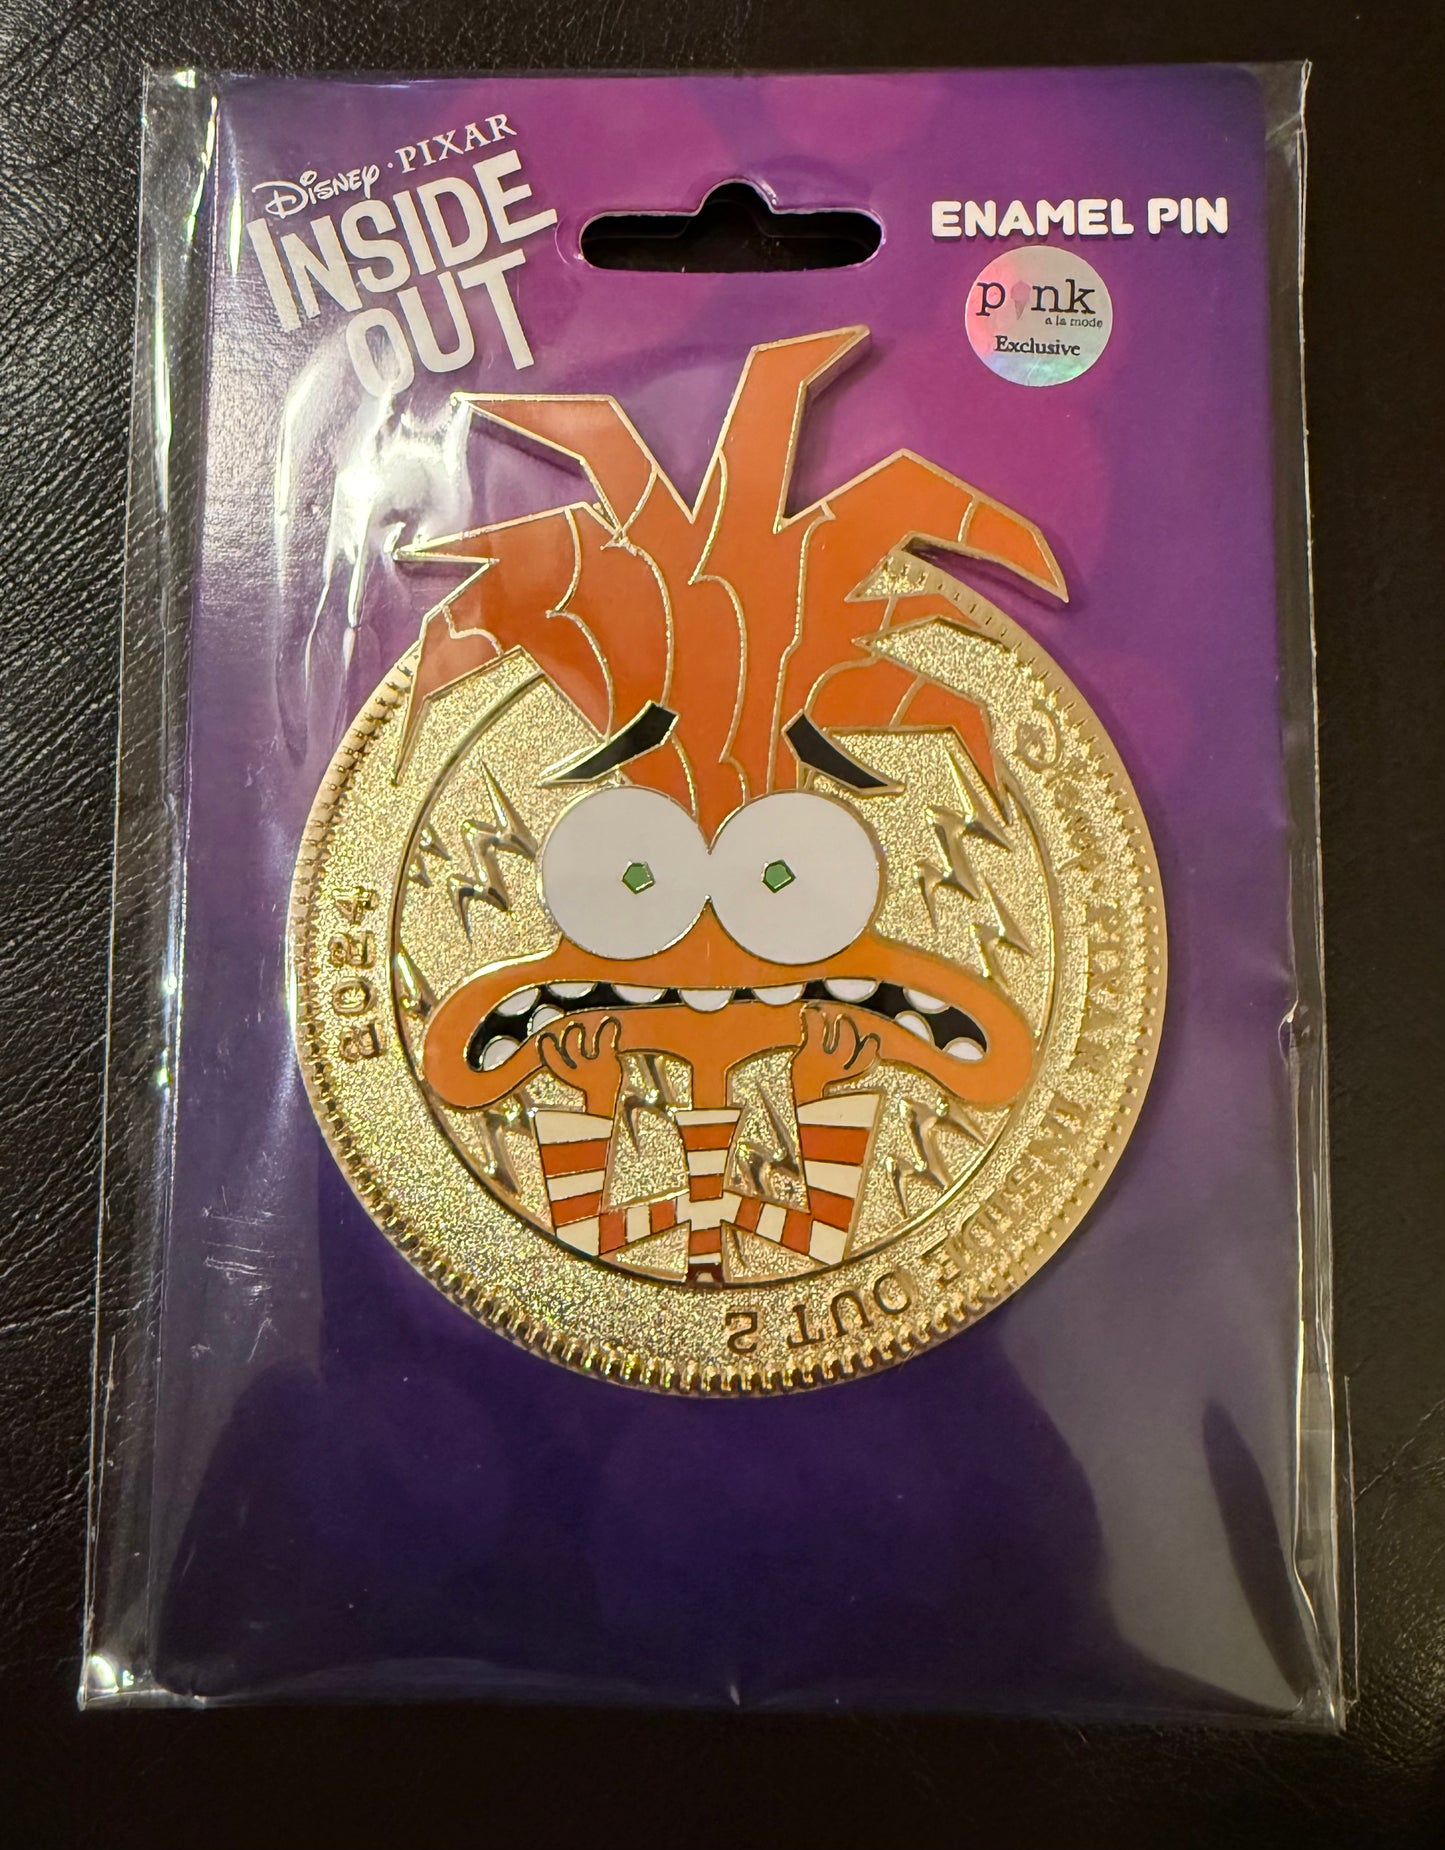 Disney · PIXAR
INSIDE
OUT
ENAMEL PIN
pink
a la mode
Exclusive
2024
Disney · PIXAR INSIDE OUT 2